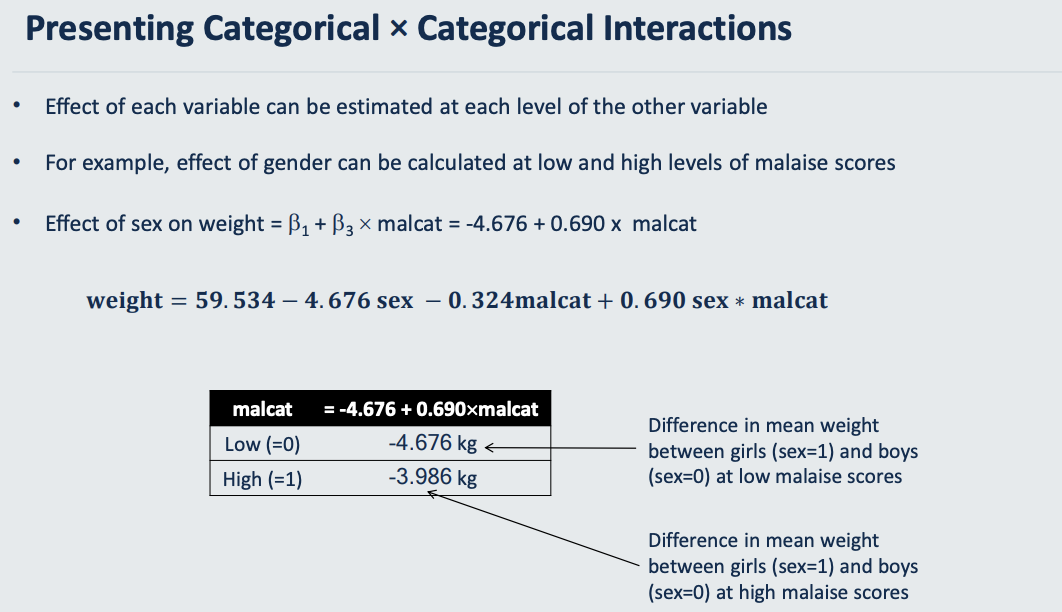 Presenting Categorical × Categorical Interactions
• Effect of each variable can be estimated at each level of the other variable
• For example, effect of gender can be calculated at low and high levels of malaise scores
• Effect of sex on weight = β₁ + β₃ × malcat = -4.676 + 0.690 x malcat
weight = 59.534 − 4.676 sex − 0.324malcat + 0.690 sex ∗ malcat
malcat = -4.676 + 0.690×malcat
Low (=0) -4.676 kg
High (=1) -3.986 kg
Difference in mean weight
between girls (sex=1) and boys
(sex=0) at low malaise scores
Difference in mean weight
between girls (sex=1) and boys
(sex=0) at high malaise scores